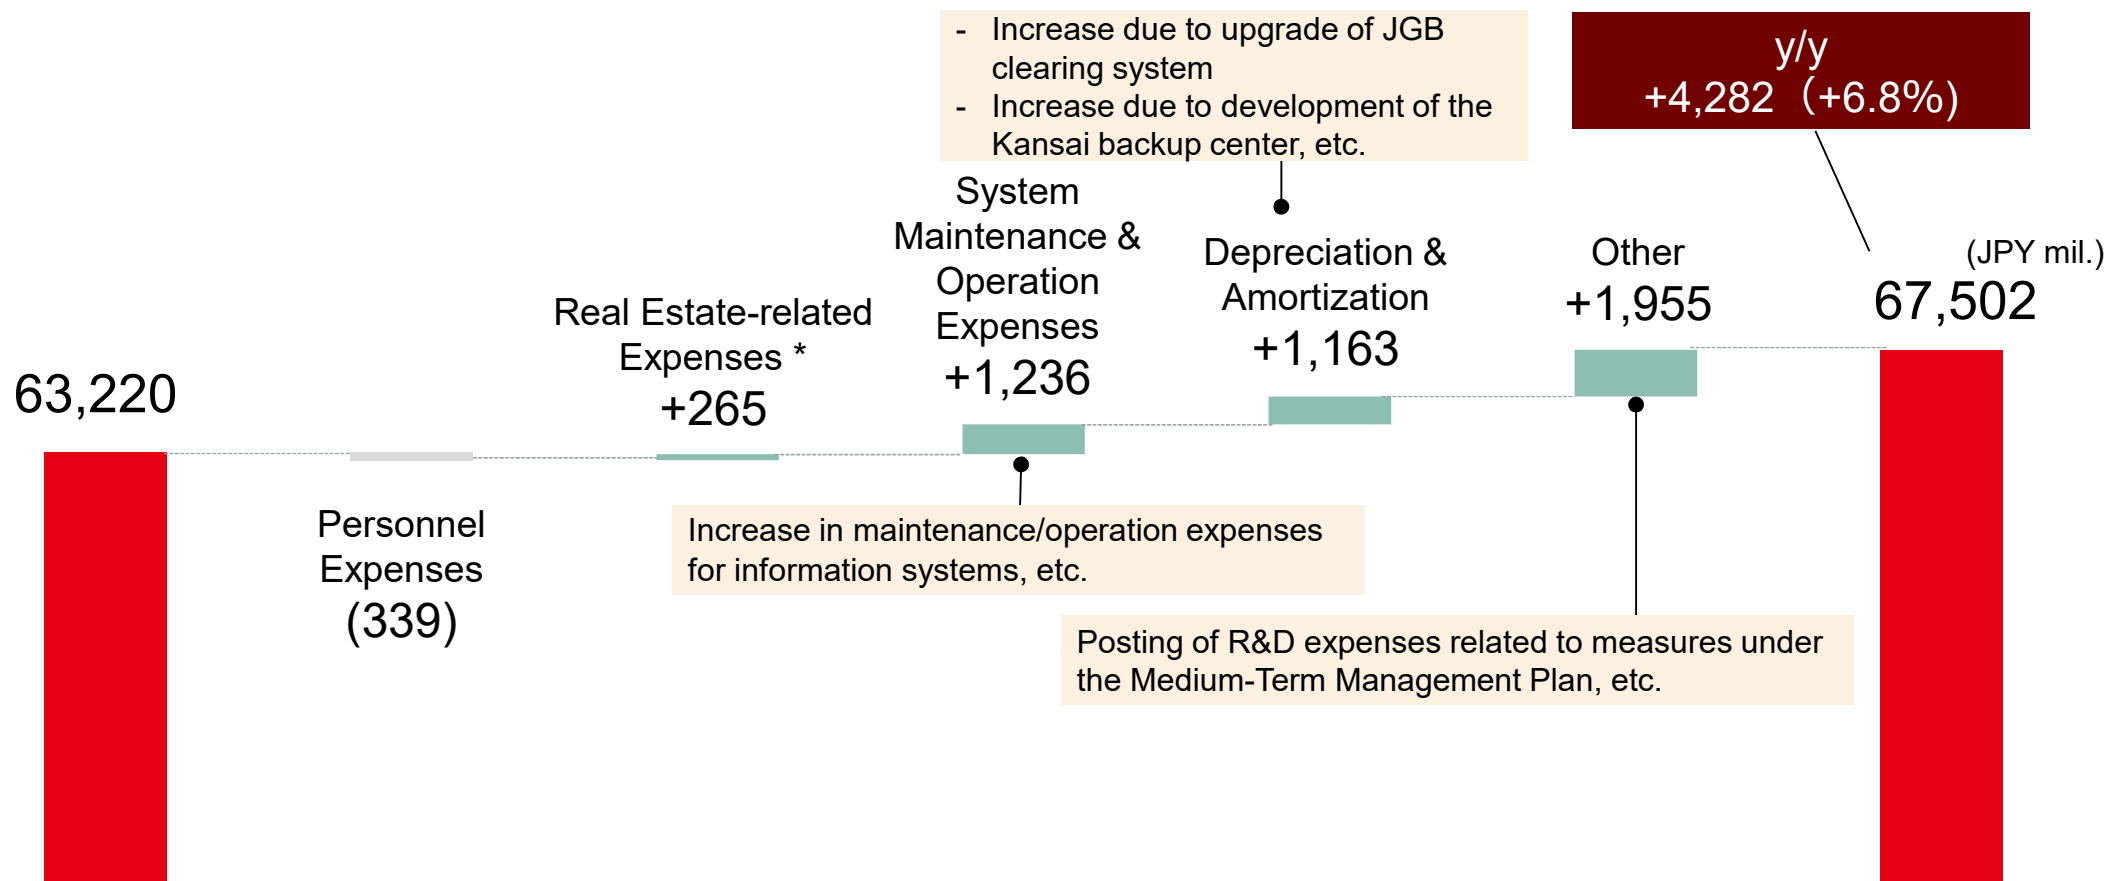 - Increase due to upgrade of JGB
clearing system
- Increase due to development of the
Kansai backup center, etc.
y/y
+4,282（+6.8%)
(JPY mil.)
63,220
Personnel
Expenses
(339)
Real Estate-related
Expenses *
+265
System
Maintenance &
Operation
Expenses
+1,236
Increase in maintenance/operation expenses
for information systems, etc.
Depreciation &
Amortization
+1,163
Other
+1,955
Posting of R&D expenses related to measures under
the Medium-Term Management Plan, etc.
67,502